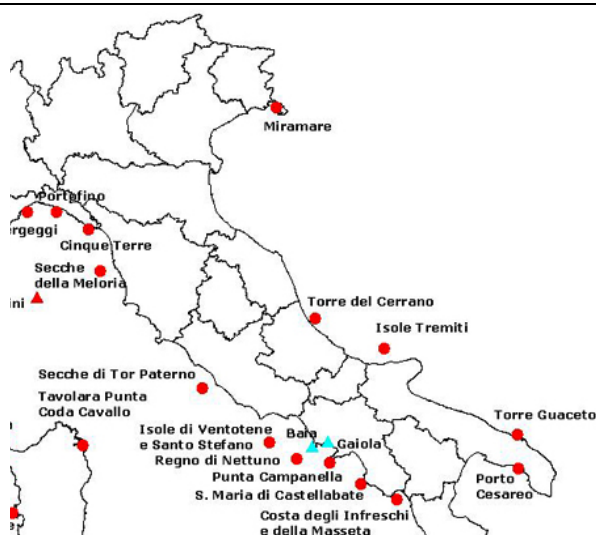 Miramare
Portofino
ergeggi
Cinque Terre
Secche
della Meloria
ini
Torre del Cerrano
Isole Tremiti
Secche di Tor Paterno
Tavolara Punta
Coda Cavallo
Isole di Ventotene
e Santo Stefano
Baia
Gaiola
Torre Guaceto
Regno di Nettuno
Punta Campanella
S. Maria di Castellabate
Porto
Cesareo
Costa degli Infreschi
e della Masseta